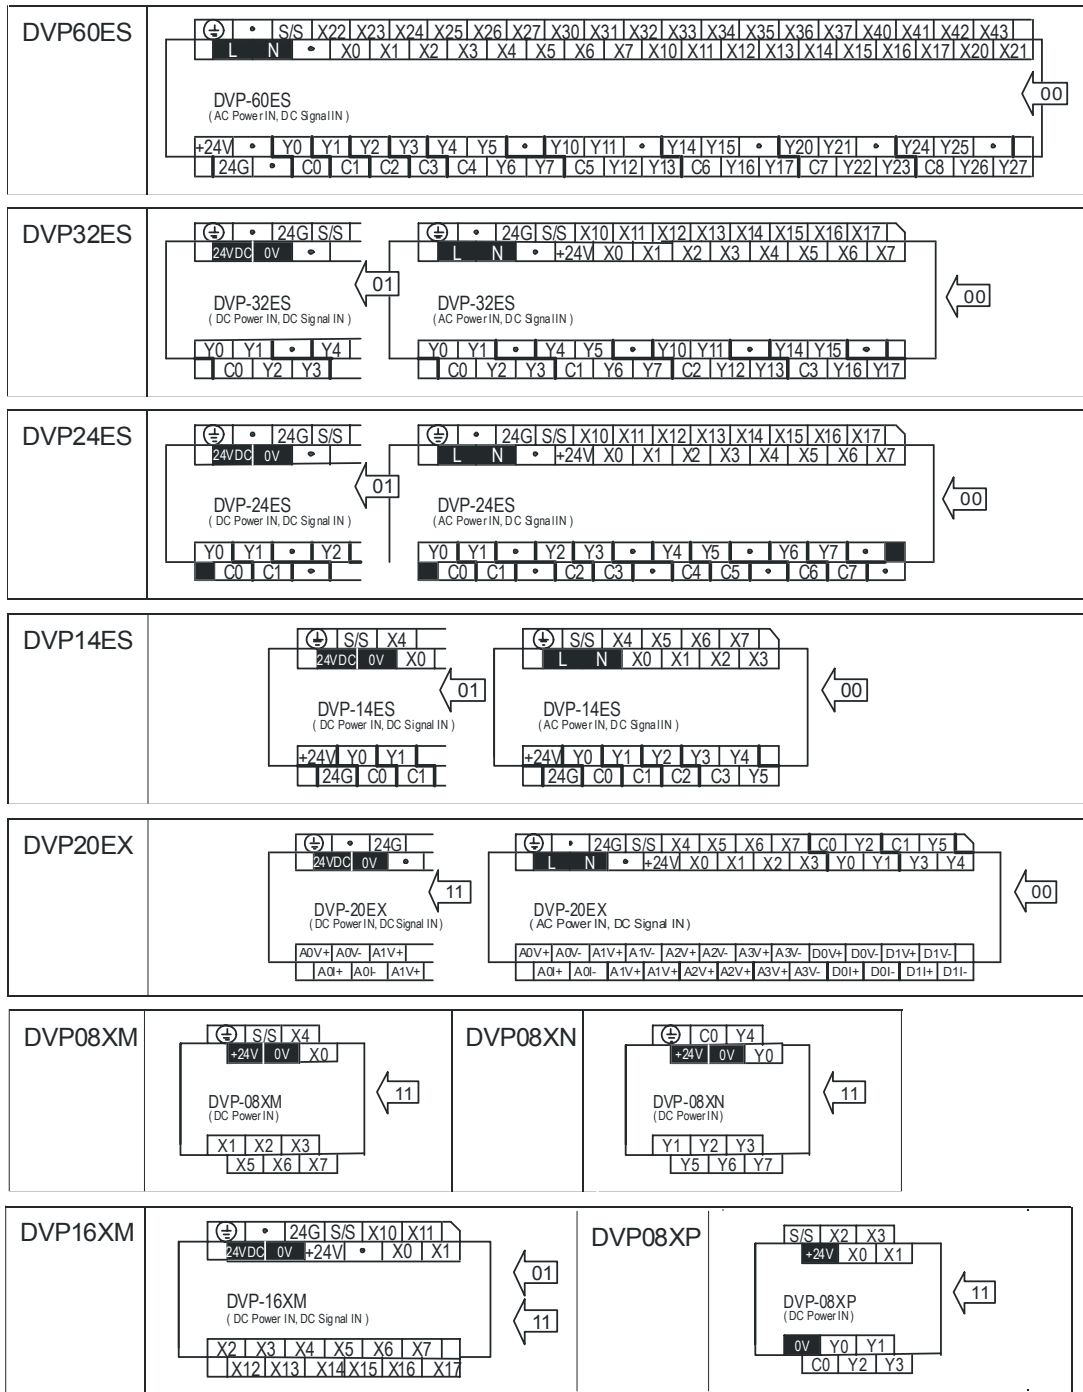 DVP60ES
S/S X22 X23 X24 X25 X26 X27 X30 X31 X32 X33 X34 X35 X36 X37 X40 X41 X42 X43
L N • X0 X1 X2 X3 X4 X5 X6 X7 X10 X11 X12 X13 X14 X15 X16 X17 X20 X21
00
DVP-60ES
( AC Power IN, DC Signal IN )
+24V • Y0 Y1 Y2 Y3 Y4 Y5 • Y10 Y11 • Y14 Y15 • Y20 Y21 • Y24 Y25 •
24G • C0 C1 C2 C3 C4 Y6 Y7 C5 Y12 Y13 C6 Y16 Y17 C7 Y22 Y23 C8 Y26 Y27
DVP32ES
• 24G S/S
24VDC 0V •
01
DVP-32ES
( DC Power IN, DC Signal IN )
Y0 Y1 • Y4
C0 Y2 Y3
• 24G S/S X10 X11 X12 X13 X14 X15 X16 X17
L N • +24V X0 X1 X2 X3 X4 X5 X6 X7
00
DVP-32ES
(AC Power IN, DC Signal IN )
Y0 Y1 • Y4 Y5 • Y10 Y11 • Y14 Y15 •
C0 Y2 Y3 C1 Y6 Y7 C2 Y12 Y13 C3 Y16 Y17
DVP24ES
• 24G S/S
24VDC 0V •
01
DVP-24ES
( DC Power IN, DC Signal IN )
Y0 Y1 • Y2
C0 C1 •
• 24G S/S X10 X11 X12 X13 X14 X15 X16 X17
L N • +24V X0 X1 X2 X3 X4 X5 X6 X7
00
DVP-24ES
(AC Power IN, DC Signal IN )
Y0 Y1 • Y2 Y3 • Y4 Y5 • Y6 Y7 •
C0 C1 • C2 C3 • C4 C5 • C6 C7 •
DVP14ES
S/S X4
24VDC 0V X0
01
DVP-14ES
( DC Power IN, DC Signal IN )
+24V Y0 Y1
24G C0 C1
S/S X4 X5 X6 X7
L N X0 X1 X2 X3
00
DVP-14ES
(AC Power IN, DC Signal IN )
+24V Y0 Y1 Y2 Y3 Y4
24G C0 C1 C2 C3 Y5
DVP20EX
• 24G
24VDC 0V •
11
DVP-20EX
( DC Power IN, DC Signal IN )
A0V+ A0V- A1V+
A0I+ A0I- A1V+
• 24G S/S X4 X5 X6 X7 C0 Y2 C1 Y5
L N • +24V X0 X1 X2 X3 Y0 Y1 Y3 Y4
00
DVP-20EX
( AC Power IN, DC Signal IN )
A0V+ A0V- A1V+ A1V- A2V+ A2V- A3V+ A3V- D0V+ D0V- D1V+ D1V-
A0I+ A0I- A1V+ A1V+ A2V+ A2V+ A3V+ A3V- D0I+ D0I- D1I+ D1I-
DVP08XM
S/S X4
+24V 0V X0
11
DVP-08XM
( DC Power IN )
X1 X2 X3
X5 X6 X7
DVP08XN
C0 Y4
+24V 0V Y0
11
DVP-08XN
( DC Power IN )
Y1 Y2 Y3
Y5 Y6 Y7
DVP16XM
• 24G S/S X10 X11
24VDC 0V +24V • X0 X1
01
11
DVP-16XM
( DC Power IN, DC Signal IN )
X2 X3 X4 X5 X6 X7
X12 X13 X14 X15 X16 X17
DVP08XP
S/S X2 X3
+24V X0 X1
11
DVP-08XP
( DC Power IN )
0V Y0 Y1
C0 Y2 Y3